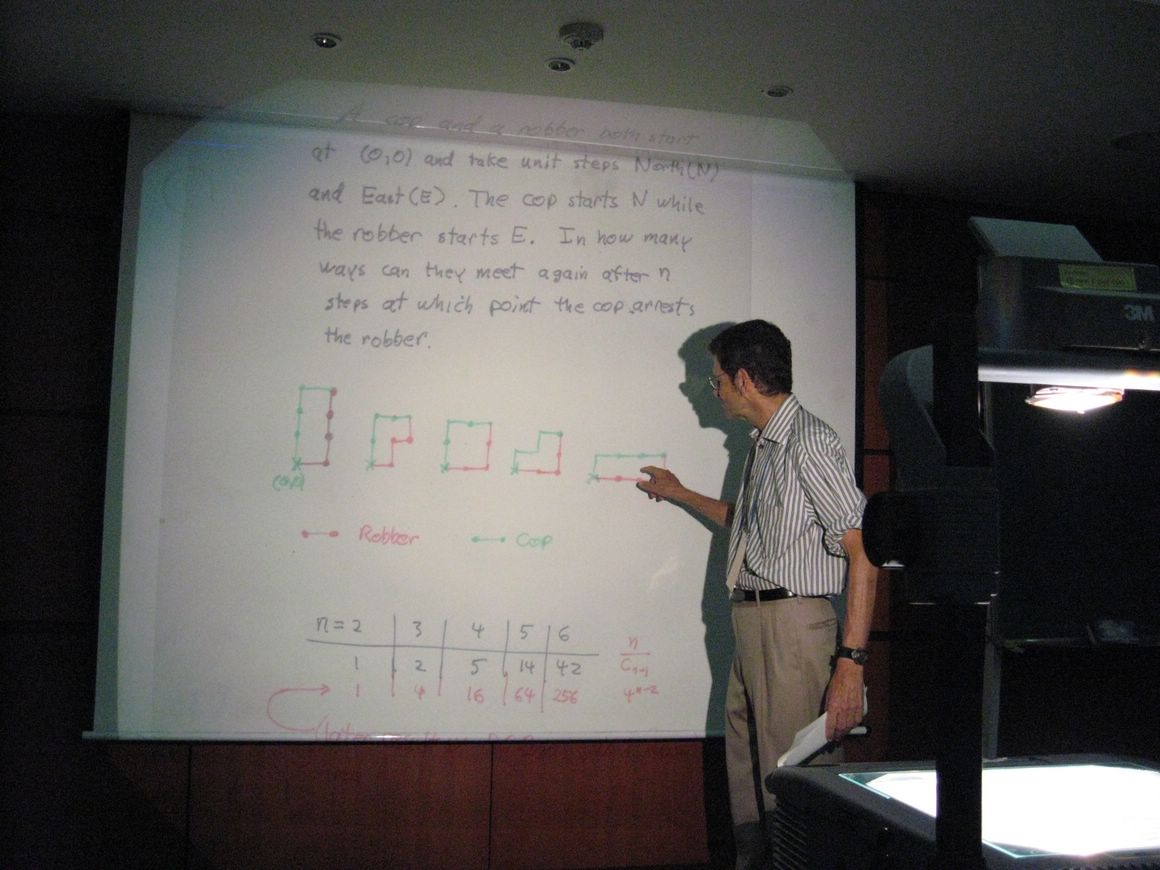 A cop and a robber both start
at (0,0) and take unit steps North(N)
and East(E). The cop starts N while
the robber starts E. In how many
ways can they meet again after n
steps at which point the cop arrests
the robber.
(0,0)
Robber Cop
n=2 3 4 5 6 n
1 2 5 14 42 Cn-1
1 4 16 64 256 4^n-2
3M